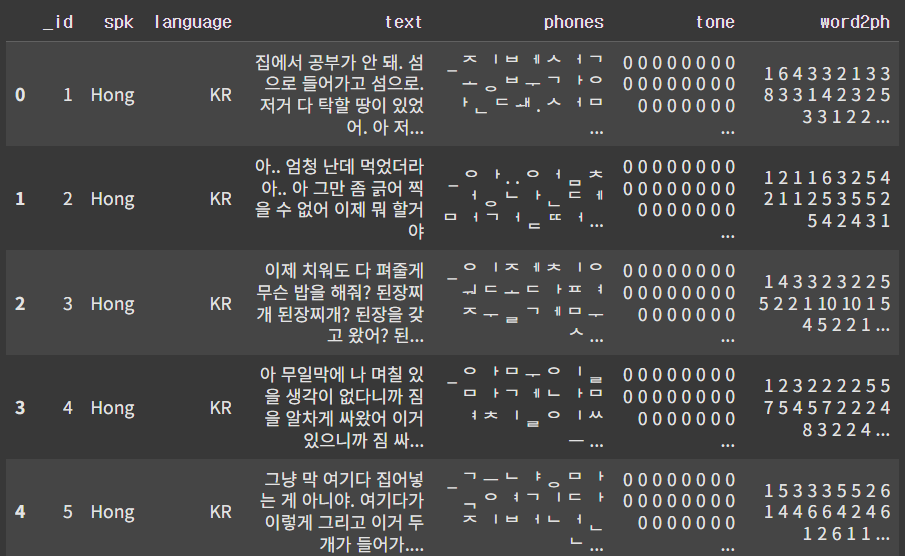 _id spk language text phones tone word2ph
0 1 Hong KR
집에서 공부가 안 돼. 섬
으로 들어가고 섬으로.
저거 다 탁할 땅이 있었
어. 아 저...
_ ᄌ ᅵ ᄇ ᅦ ᄉ ᅥ ᄀ
ᅩ ᆼ ᄇ ᅮ ᄀ ᅡ ᄋ
ᅡ ᆫ ᄃ ᅫ . ᄉ ᅥ ᄆ
...
0 0 0 0 0 0 0 0
0 0 0 0 0 0 0 0
0 0 0 0 0 0 0
...
1 6 4 3 3 2 1 3 3
8 3 3 1 4 2 3 2 5
3 3 1 2 2 ...
1 2 Hong KR
아.. 엄청 난데 먹었더라
아.. 아 그만 좀 긁어 찍
을 수 없어 이제 뭐 할거
야
_ ᄋ ᅡ . . ᄋ ᅥ ᆷ ᄎ
ᅥ ᆼ ᄂ ᅡ ᆫ ᄃ ᅦ
ᄆ ᅥ ᄀ ᅥ ᆮ ᄄ ᅥ ...
0 0 0 0 0 0 0 0
0 0 0 0 0 0 0 0
0 0 0 0 0 0 0
...
1 2 1 1 6 3 2 5 4
2 1 1 2 5 3 5 5 2
5 4 2 4 3 1
2 3 Hong KR
이제 치워도 다 펴줄게
무슨 밥을 해줘? 된장찌
개 된장찌개? 된장을 갖
고 왔어? 된...
_ ᄋ ᅵ ᄌ ᅦ ᄎ ᅵ ᄋ
ᅯ ᄃ ᅩ ᄃ ᅡ ᄑ ᅧ
ᄌ ᅮ ᆯ ᄀ ᅦ ᄆ ᅮ
ᄉ ...
0 0 0 0 0 0 0 0
0 0 0 0 0 0 0 0
0 0 0 0 0 0 0
...
1 4 3 3 2 3 2 2 5
5 2 2 1 10 10 1 5
4 5 2 2 1 ...
3 4 Hong KR
아 무일막에 나 며칠 있
을 생각이 없다니까 짐
을 알차게 싸왔어 이거
있으니까 짐 싸...
_ ᄋ ᅡ ᄆ ᅮ ᄋ ᅵ ᆯ
ᄆ ᅡ ᄀ ᅦ ᄂ ᅡ ᄆ
ᅧ ᄎ ᅵ ᆯ ᄋ ᅵ ᄊ
ᅳ ...
0 0 0 0 0 0 0 0
0 0 0 0 0 0 0 0
0 0 0 0 0 0 0
...
1 2 3 2 2 2 2 5 5
7 5 4 5 7 2 2 2 4
8 3 2 2 4 ...
4 5 Hong KR
그냥 막 여기다 집어넣
는 게 아니야. 여기다가
이렇게 그리고 이거 두
개가 들어가....
_ ᄀ ᅳ ᄂ ᅣ ᆼ ᄆ ᅡ
ᆨ ᄋ ᅧ ᄀ ᅵ ᄃ ᅡ
ᄌ ᅵ ᄇ ᅥ ᄂ ᅥ ᆫ
ᄂ ...
0 0 0 0 0 0 0 0
0 0 0 0 0 0 0 0
0 0 0 0 0 0 0
...
1 5 3 3 3 5 5 2 6
1 4 4 6 6 4 2 4 6
1 2 6 1 1 ...